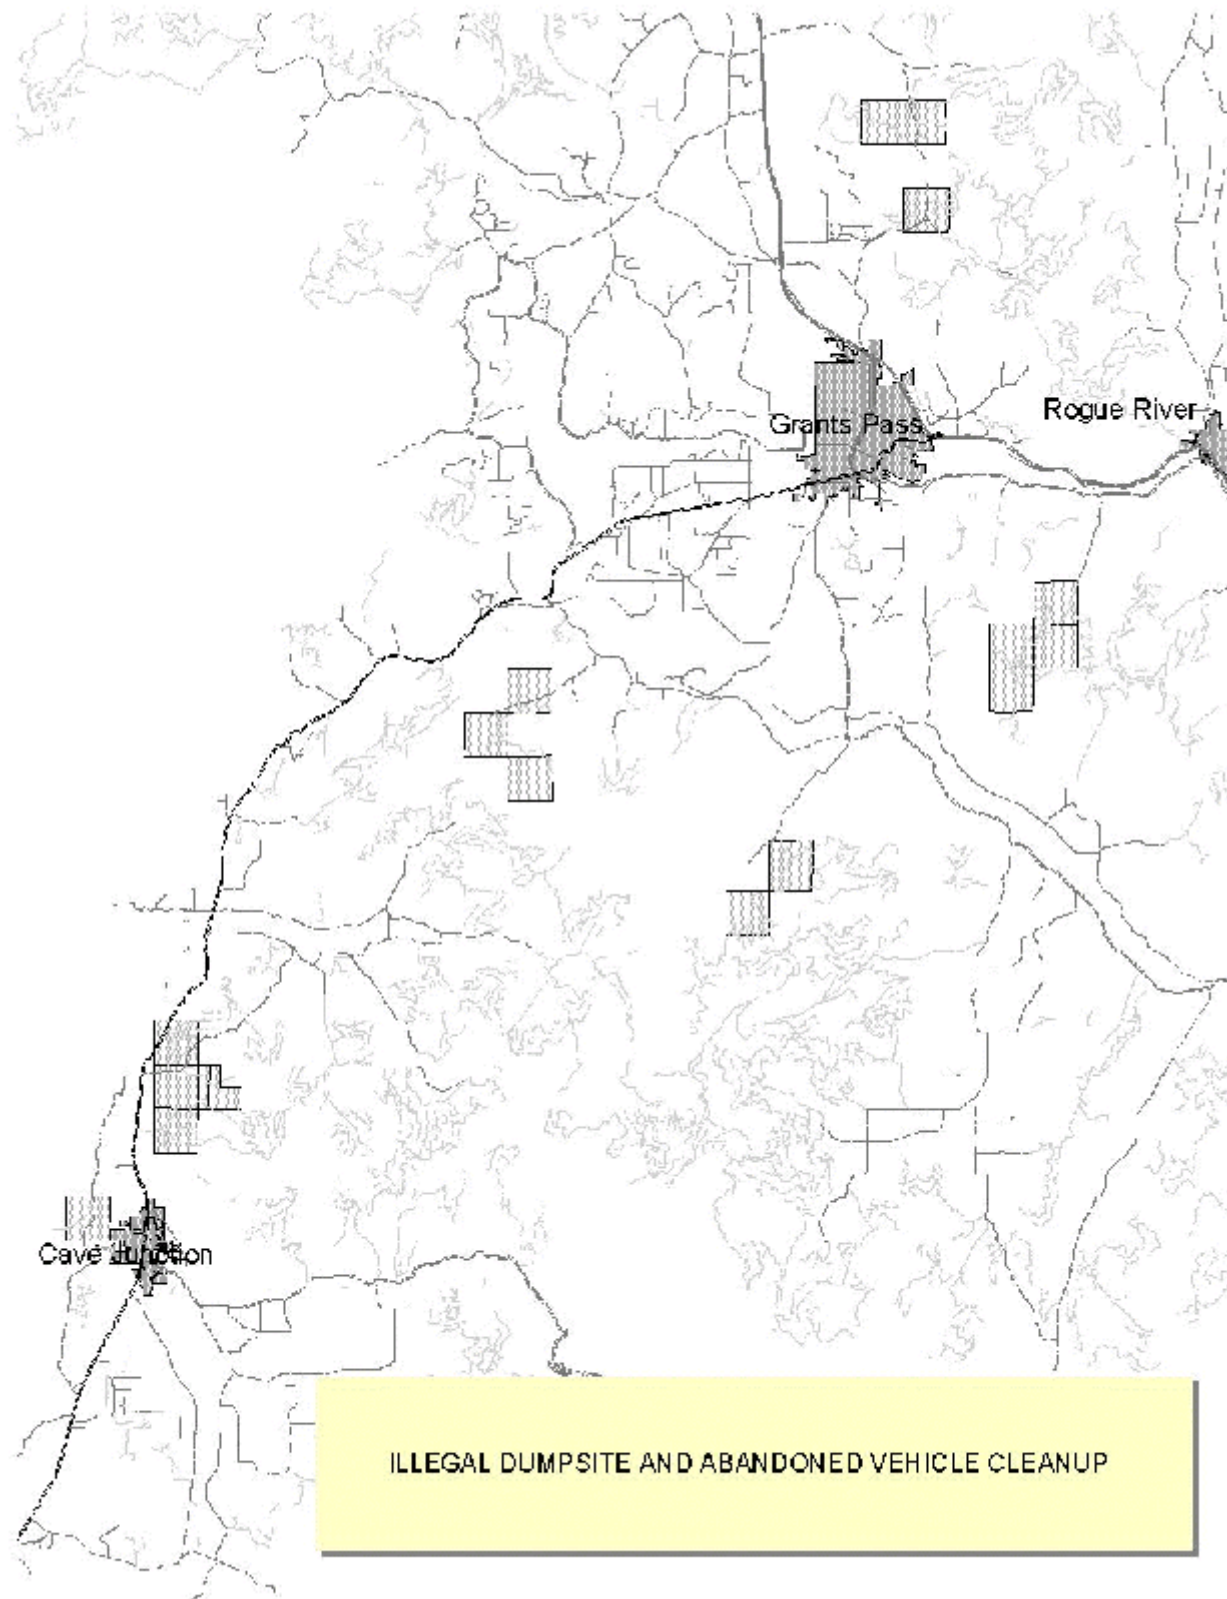 Rogue River
Grants Pass
Cave Junction
ILLEGAL DUMPSITE AND ABANDONED VEHICLE CLEANUP